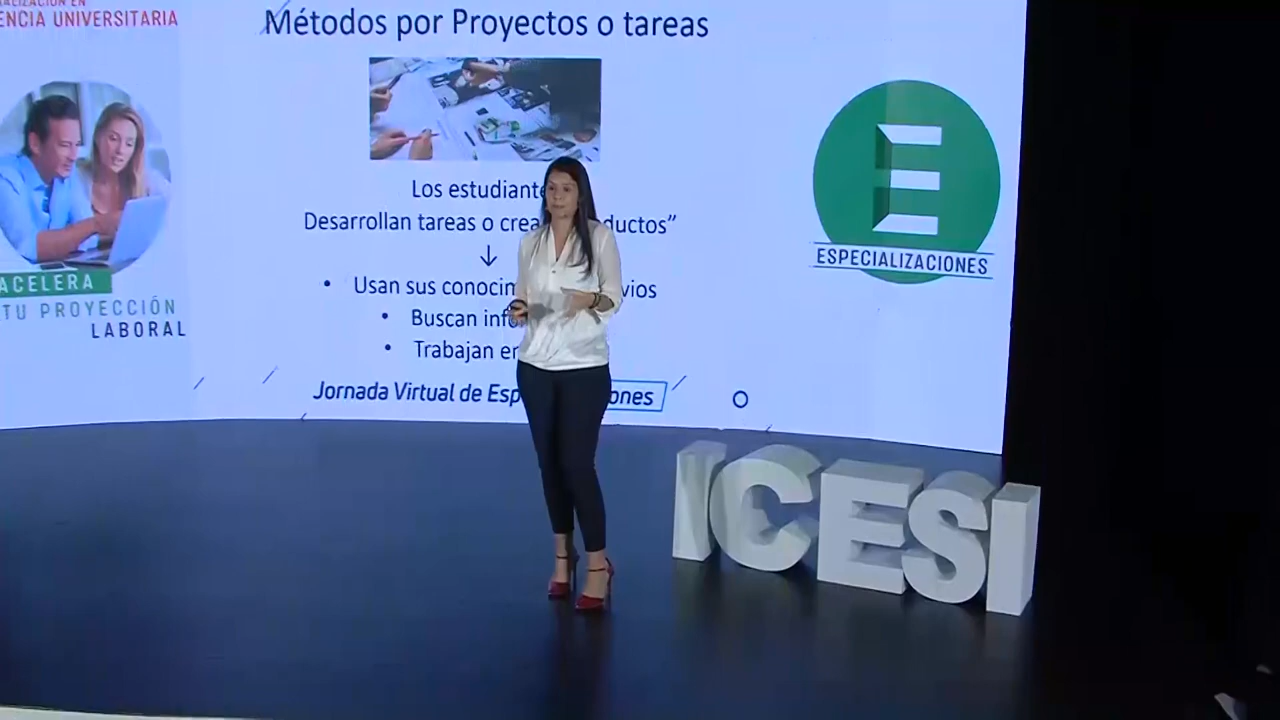 ENCIA UNIVERSITARIA
ACELERA
TU PROYECCIÓN
LABORAL
Métodos por Proyectos o tareas
Los estudiante
Desarrollan tareas o crea ductos”
↓
• Usan sus conocim vios
• Buscan info
• Trabajan en
Jornada Virtual de Esp ones
E
ESPECIALIZACIONES
ICESI